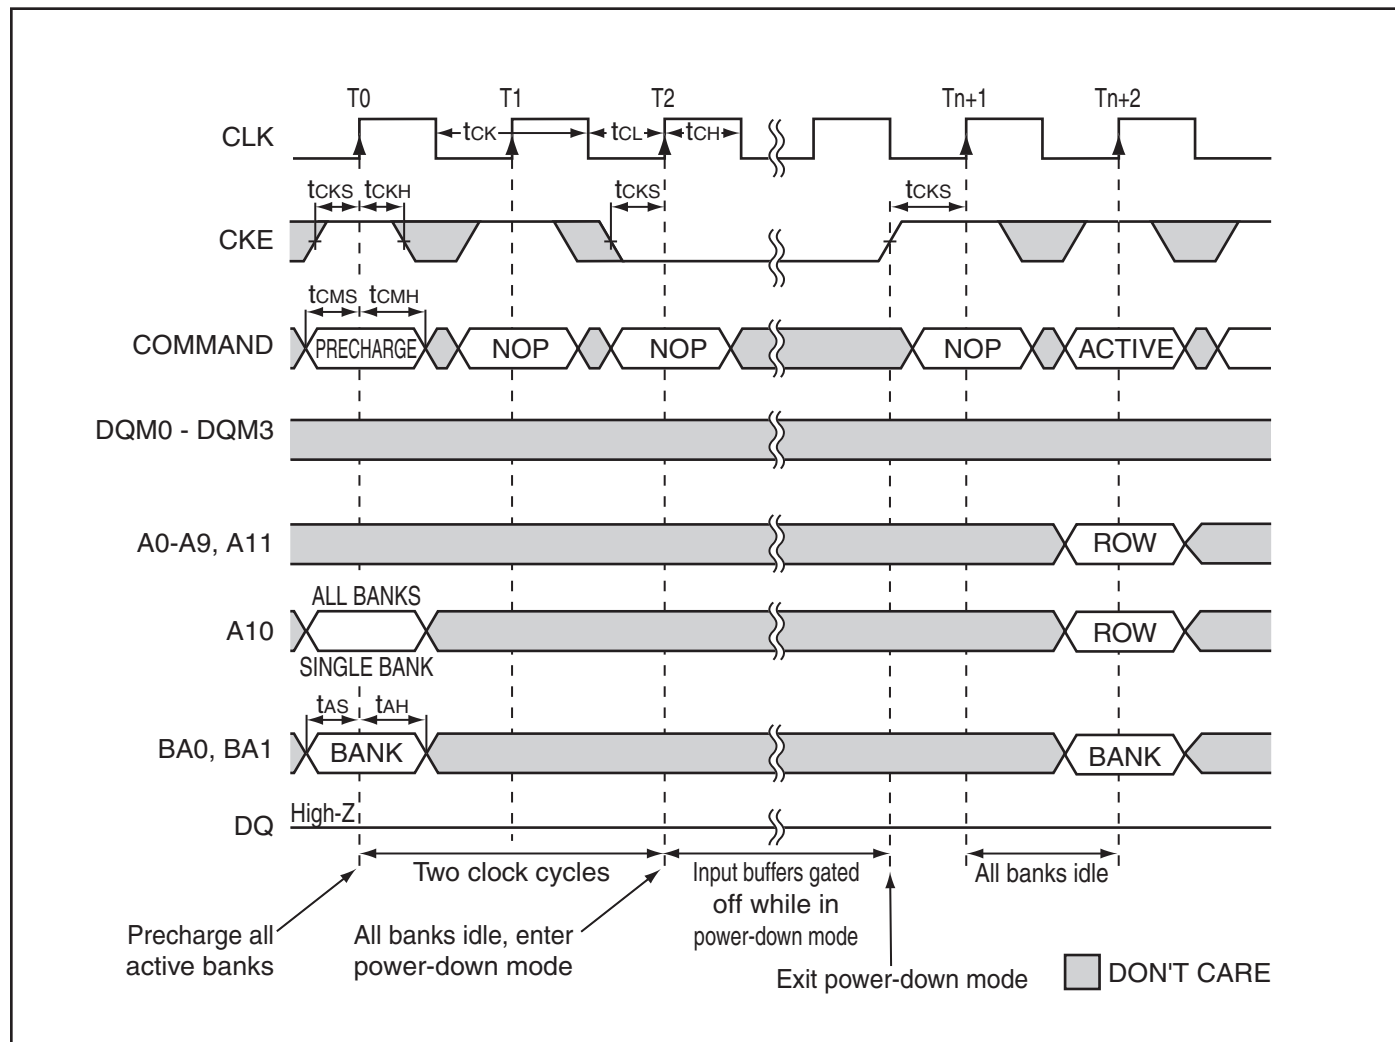 T0 T1 T2 Tn+1 Tn+2
CLK tCK tCL tCH
tCKS tCKH tCKS tCKS
CKE
tCMS tCMH
COMMAND PRECHARGE NOP NOP NOP ACTIVE
DQM0 - DQM3
A0-A9, A11 ROW
ALL BANKS
A10 ROW
SINGLE BANK
tAS tAH
BA0, BA1 BANK BANK
High-Z
DQ
Two clock cycles
Input buffers gated
off while in
power-down mode
All banks idle
Precharge all
active banks
All banks idle, enter
power-down mode
Exit power-down mode
DON'T CARE